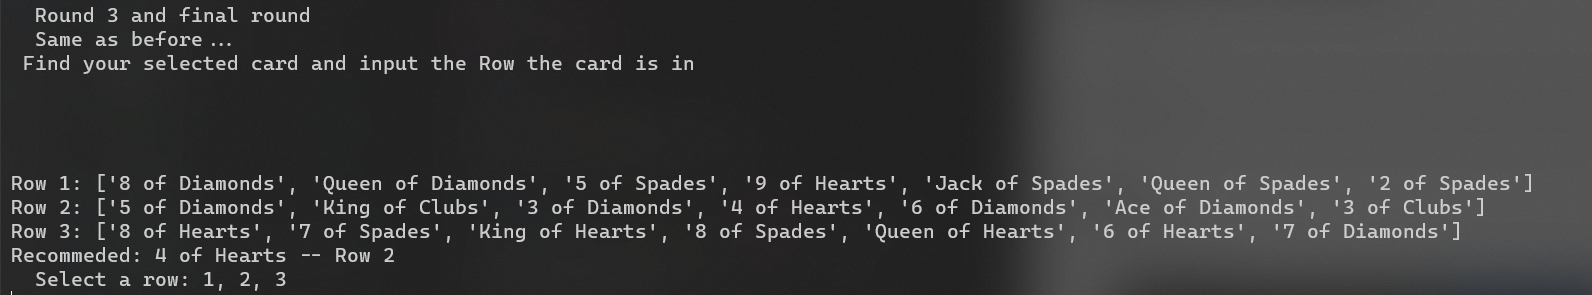 Round 3 and final round
Same as before...
Find your selected card and input the Row the card is in
Row 1: ['8 of Diamonds', 'Queen of Diamonds', '5 of Spades', '9 of Hearts', 'Jack of Spades', 'Queen of Spades', '2 of Spades']
Row 2: ['5 of Diamonds', 'King of Clubs', '3 of Diamonds', '4 of Hearts', '6 of Diamonds', 'Ace of Diamonds', '3 of Clubs']
Row 3: ['8 of Hearts', '7 of Spades', 'King of Hearts', '8 of Spades', 'Queen of Hearts', '6 of Hearts', '7 of Diamonds']
Recommeded: 4 of Hearts -- Row 2
Select a row: 1, 2, 3